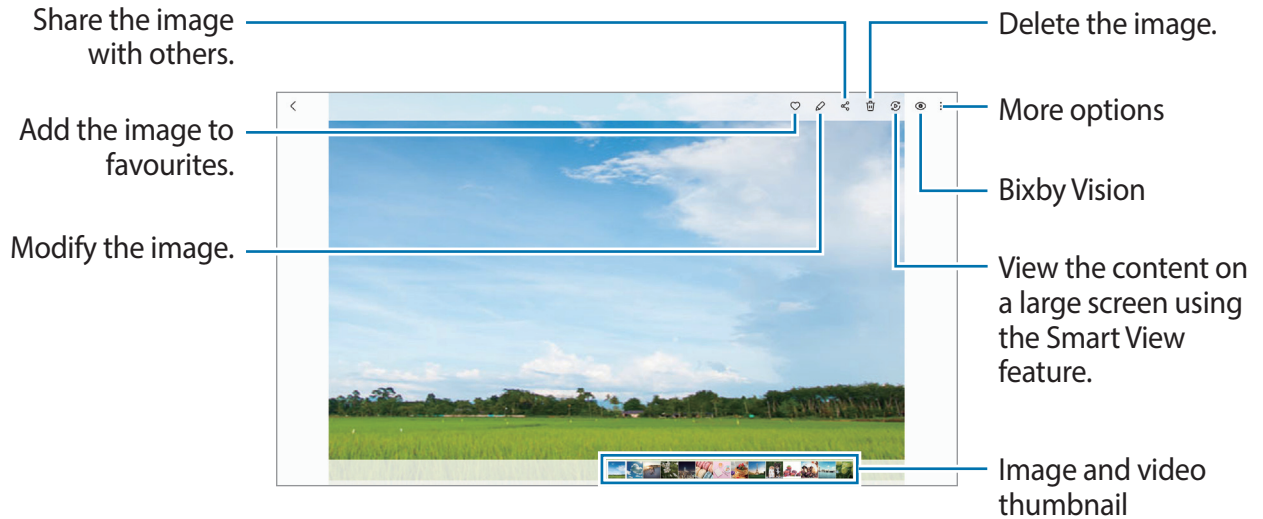 Share the image
with others.
Add the image to
favourites.
Modify the image.
Delete the image.
More options
Bixby Vision
View the content on
a large screen using
the Smart View
feature.
Image and video
thumbnail